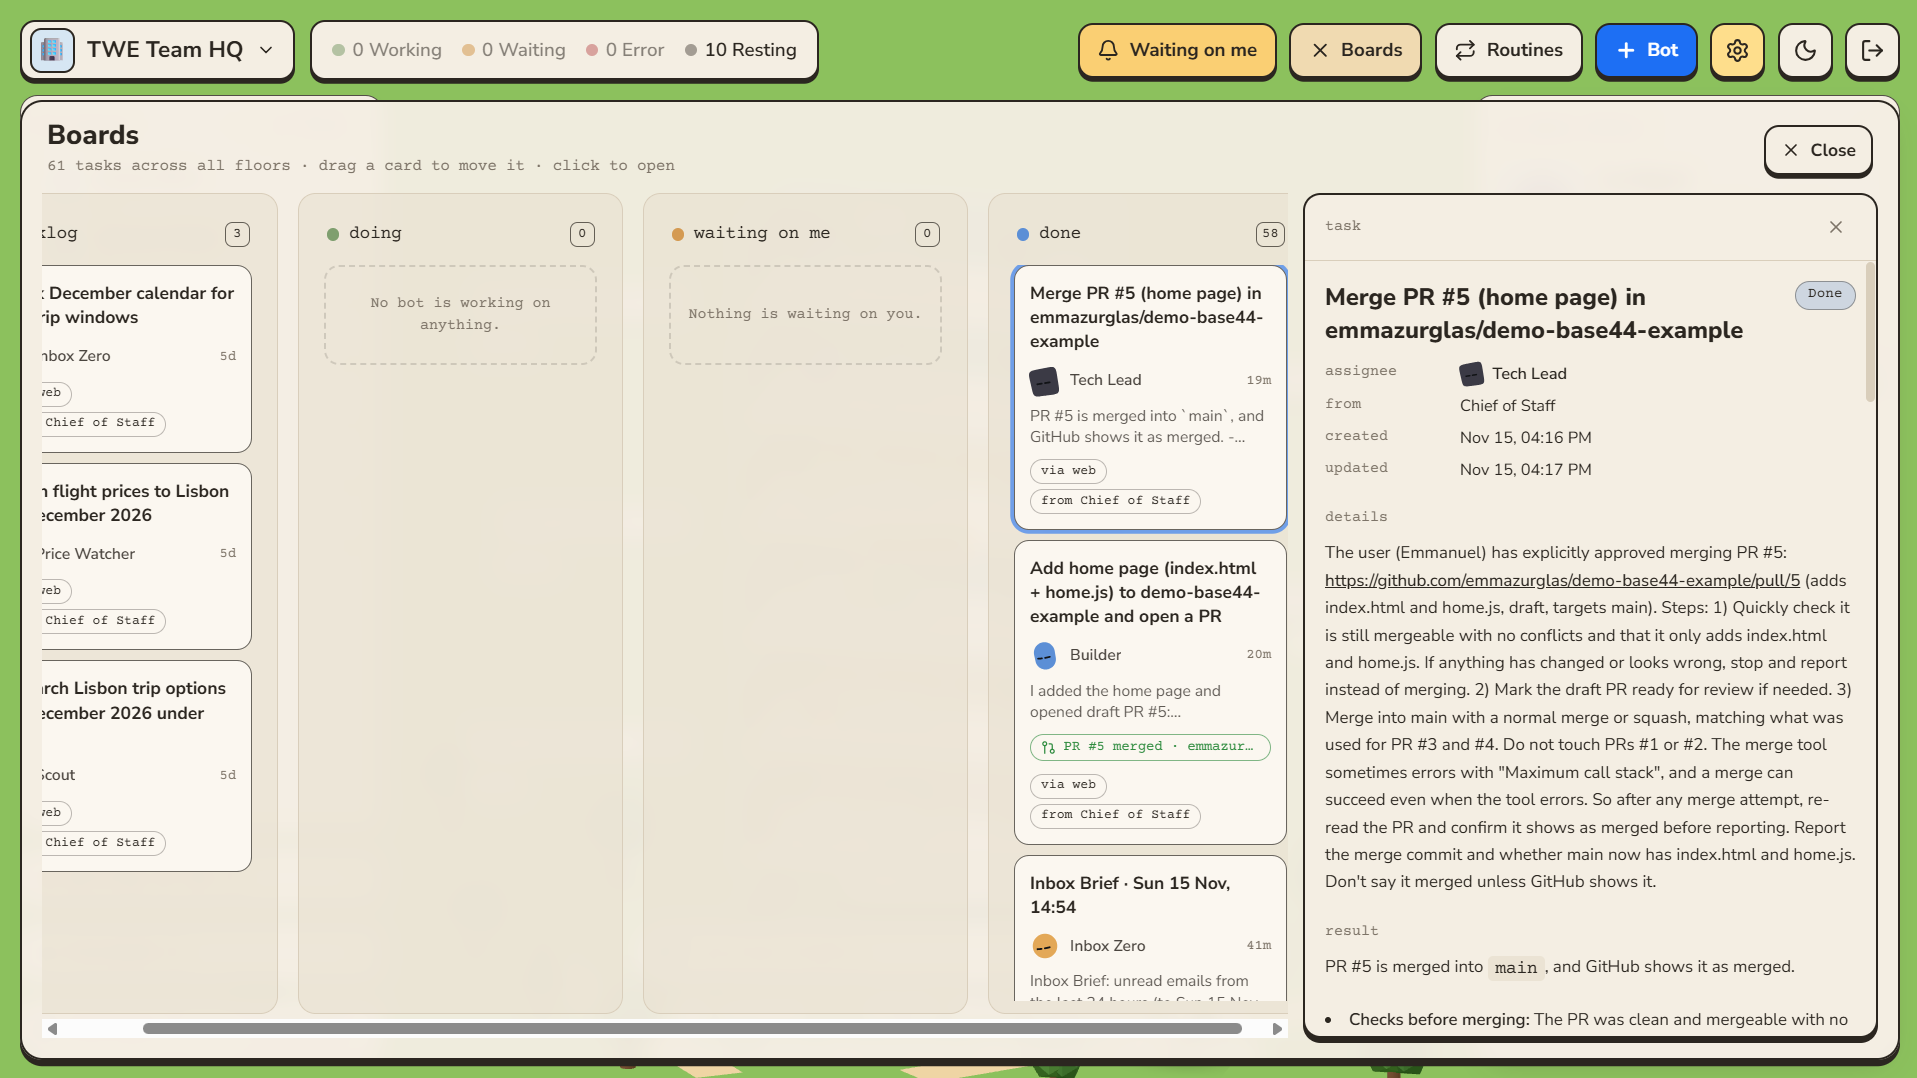 TWE Team HQ
0 Working
0 Waiting
0 Error
10 Resting
Waiting on me
Boards
Routines
Bot
Boards
61 tasks across all floors · drag a card to move it · click to open
Close
klog
3
December calendar for
rip windows
nbox Zero
5d
web
Chief of Staff
n flight prices to Lisbon
ecember 2026
Price Watcher
5d
web
Chief of Staff
arch Lisbon trip options
ecember 2026 under
Scout
5d
web
Chief of Staff
doing
0
No bot is working on
anything.
waiting on me
0
Nothing is waiting on you.
done
58
Merge PR #5 (home page) in
emmazurglas/demo-base44-
example
Tech Lead
19m
PR #5 is merged into `main`, and
GitHub shows it as merged. -...
via web
from Chief of Staff
Add home page (index.html
+ home.js) to demo-base44-
example and open a PR
Builder
20m
I added the home page and
opened draft PR #5:...
PR #5 merged · emmazur...
via web
from Chief of Staff
Inbox Brief · Sun 15 Nov,
14:54
Inbox Zero
41m
Inbox Brief: unread emails from
the last 24 hours (to Sun 15 Nov
task
Merge PR #5 (home page) in
emmazurglas/demo-base44-example
Done
assignee
Tech Lead
from
Chief of Staff
created
Nov 15, 04:16 PM
updated
Nov 15, 04:17 PM
details
The user (Emmanuel) has explicitly approved merging PR #5:
https://github.com/emmazurglas/demo-base44-example/pull/5 (adds
index.html and home.js, draft, targets main). Steps: 1) Quickly check it
is still mergeable with no conflicts and that it only adds index.html
and home.js. If anything has changed or looks wrong, stop and report
instead of merging. 2) Mark the draft PR ready for review if needed. 3)
Merge into main with a normal merge or squash, matching what was
used for PR #3 and #4. Do not touch PRs #1 or #2. The merge tool
sometimes errors with "Maximum call stack", and a merge can
succeed even when the tool errors. So after any merge attempt, re-
read the PR and confirm it shows as merged before reporting. Report
the merge commit and whether main now has index.html and home.js.
Don't say it merged unless GitHub shows it.
result
PR #5 is merged into main, and GitHub shows it as merged.
• Checks before merging: The PR was clean and mergeable with no